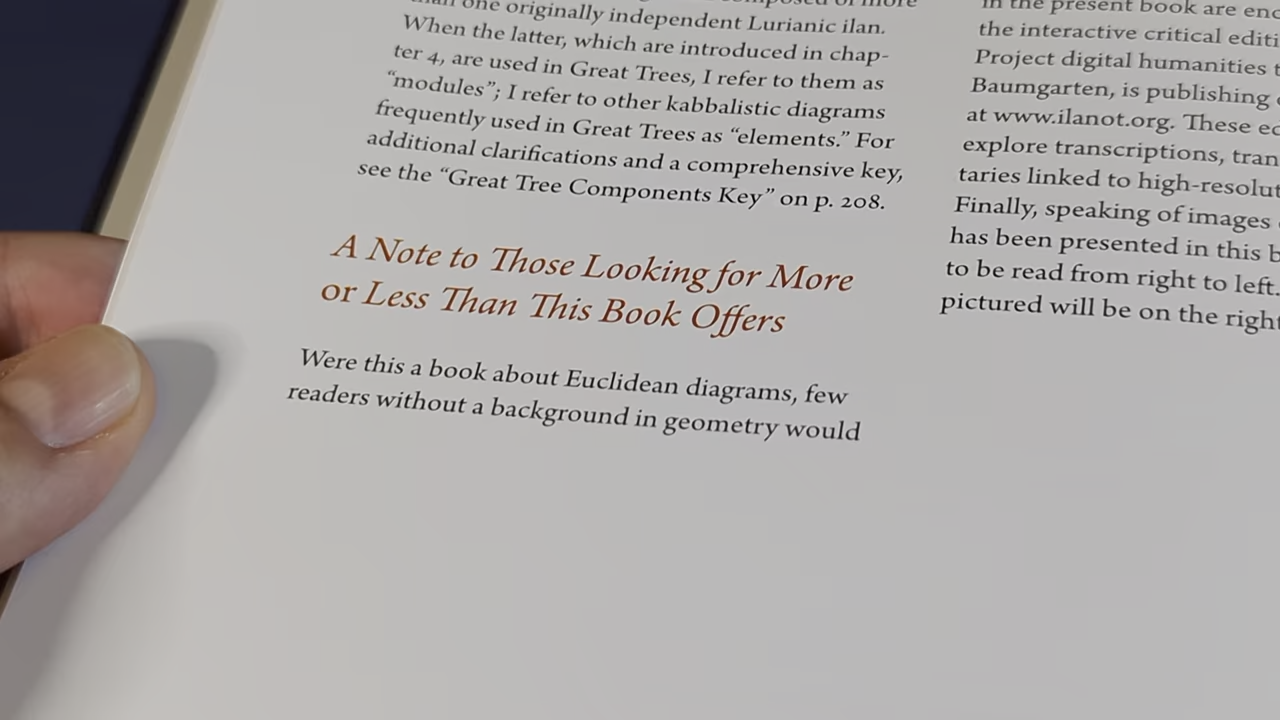 than one originally independent Lurianic ilan.
When the latter, which are introduced in chap-
ter 4, are used in Great Trees, I refer to them as
“modules”; I refer to other kabbalistic diagrams
frequently used in Great Trees as “elements.” For
additional clarifications and a comprehensive key,
see the “Great Tree Components Key” on p. 208.
A Note to Those Looking for More
or Less Than This Book Offers
Were this a book about Euclidean diagrams, few
readers without a background in geometry would
in the present book are
the interactive critical
Project digital humanities
Baumgarten, is publishing
at www.ilanot.org. These
explore transcriptions,
taries linked to
Finally, speaking of images
has been presented in this
to be read from right to left.
pictured will be on the